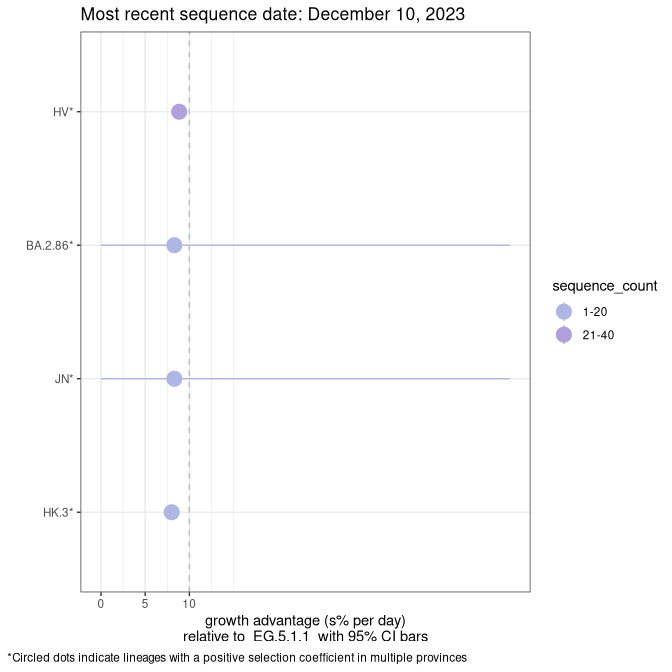 Most recent sequence date: December 10, 2023
HV*
BA.2.86*
JN*
HK.3*
0 5 10
growth advantage (s% per day)
relative to  EG.5.1.1  with 95% CI bars
*Circled dots indicate lineages with a positive selection coefficient in multiple provinces
sequence_count
1-20
21-40